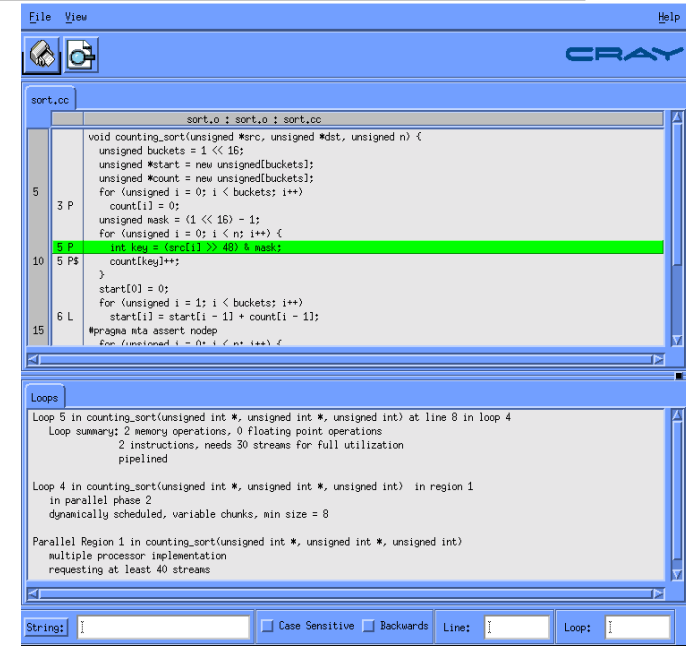 File View Help
CRAY
sort.cc
sort.o : sort.o : sort.cc
void counting_sort(unsigned *src, unsigned *dst, unsigned n) {
unsigned buckets = 1 << 16;
unsigned *start = new unsigned[buckets];
unsigned *count = new unsigned[buckets];
5 for (unsigned i = 0; i < buckets; i++)
3 P count[i] = 0;
unsigned mask = (1 << 16) - 1;
for (unsigned i = 0; i < n; i++) {
5 P int key = (src[i] >> 48) & mask;
10 5 P$ count[key]++;
}
start[0] = 0;
for (unsigned i = 1; i < buckets; i++)
6 L start[i] = start[i - 1] + count[i - 1];
15 #pragma mta assert nodep
for (unsigned i = 0; i < n; i++) {
Loops
Loop 5 in counting_sort(unsigned int *, unsigned int *, unsigned int) at line 8 in loop 4
Loop summary: 2 memory operations, 0 floating point operations
2 instructions, needs 30 streams for full utilization
pipelined
Loop 4 in counting_sort(unsigned int *, unsigned int *, unsigned int) in region 1
in parallel phase 2
dynamically scheduled, variable chunks, min size = 8
Parallel Region 1 in counting_sort(unsigned int *, unsigned int *, unsigned int)
multiple processor implementation
requesting at least 40 streams
String: Case Sensitive Backwards Line: Loop: